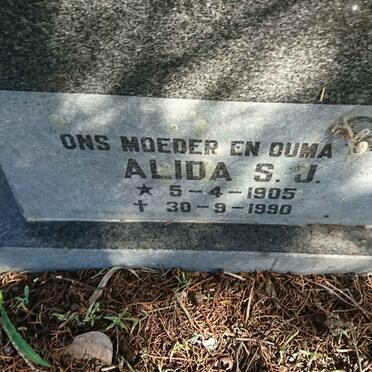 ONS MOEDER EN OUMA
ALIDA S. J.
★ 5-4-1905
✝ 30-9-1990